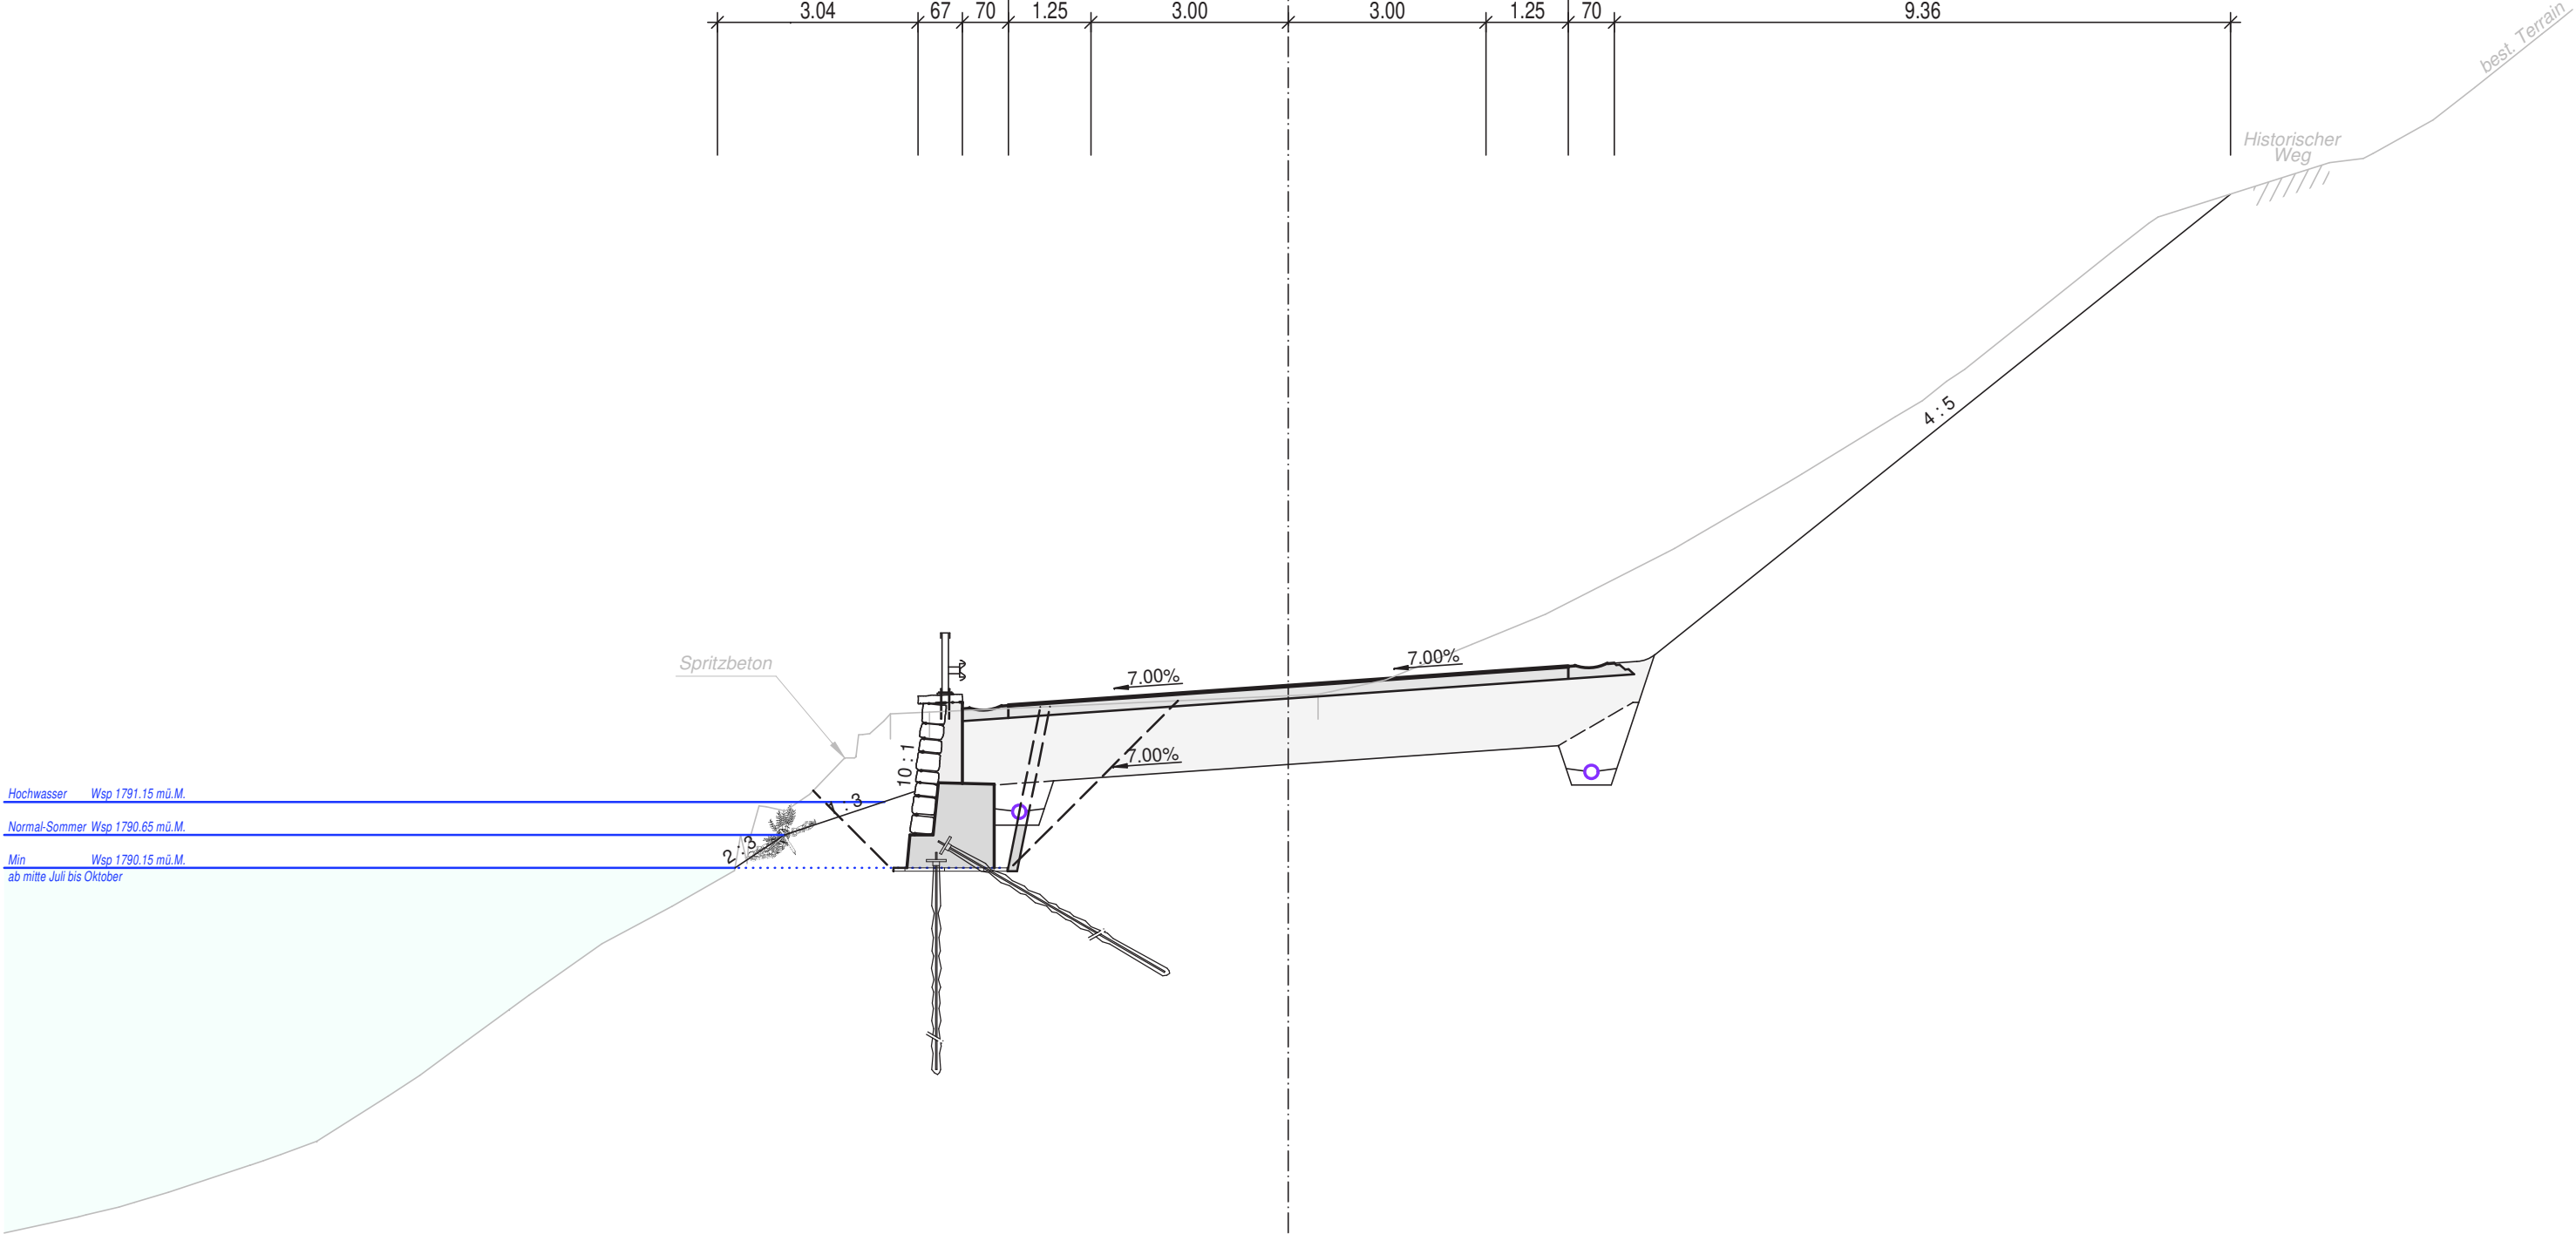 3.04 67 70 1.25 3.00 3.00 1.25 70 9.36
best. Terrain
Historischer
Weg
4 : 5
Spritzbeton
7.00%
7.00%
7.00%
10 : 1
Hochwasser Wsp 1791.15 mü.M.
Normal-Sommer Wsp 1790.65 mü.M.
Min Wsp 1790.15 mü.M.
ab mitte Juli bis Oktober
: 3
2 : 3